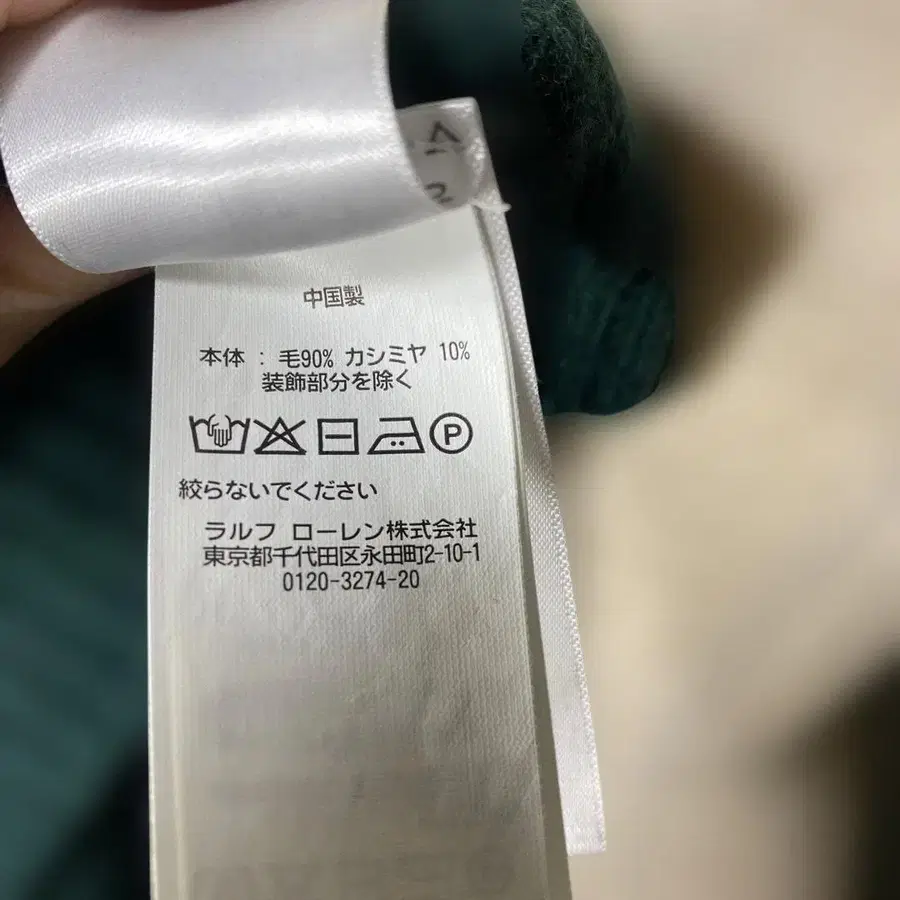 中国製
本体 : 毛90% カシミヤ 10%
装飾部分を除く
P
絞らないでください
ラルフ ローレン株式会社
東京都千代田区永田町2-10-1
0120-3274-20